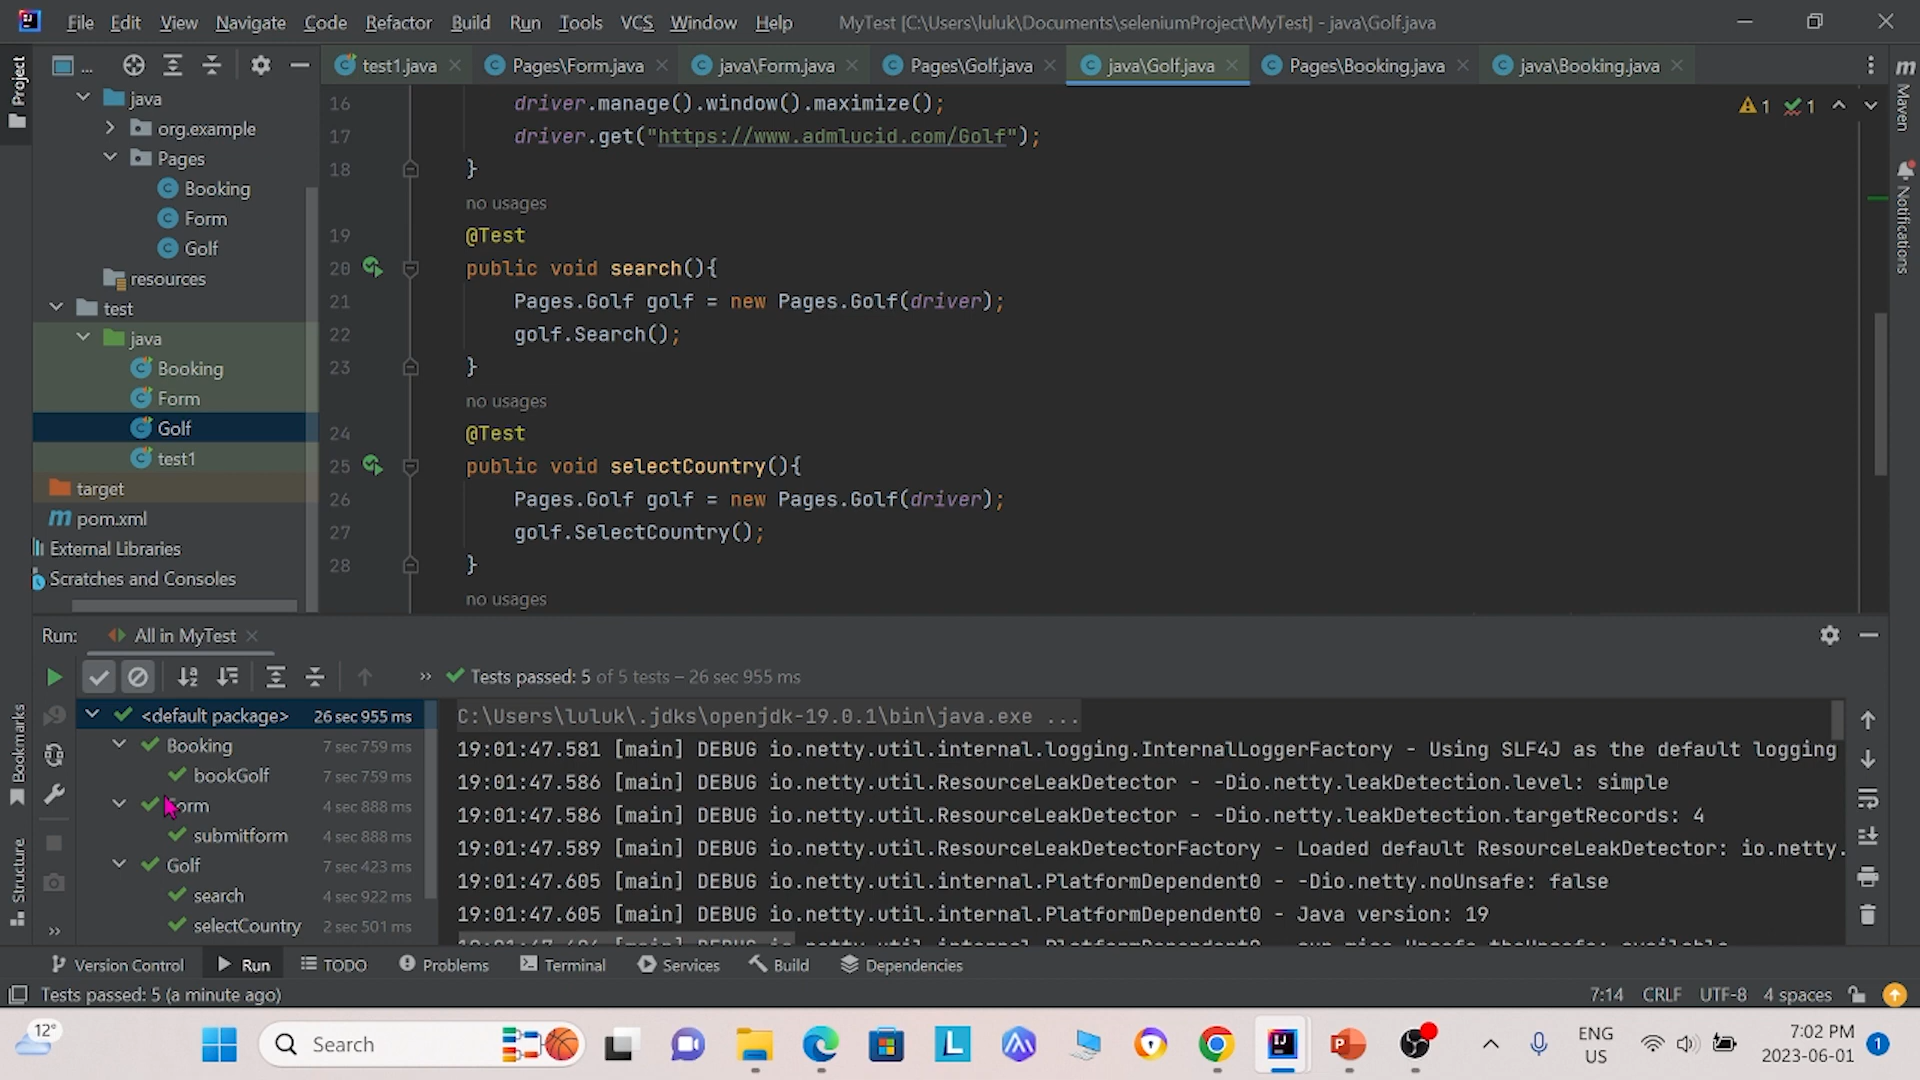 File Edit View Navigate Code Refactor Build Run Tools VCS Window Help MyTest [C:\Users\luluk\Documents\seleniumProject\MyTest] - java\Golf.java
Project
...
test1.java
Pages\Form.java
java\Form.java
Pages\Golf.java
java\Golf.java
Pages\Booking.java
java\Booking.java
java
org.example
Pages
Booking
Form
Golf
resources
test
java
Booking
Form
Golf
test1
target
pom.xml
External Libraries
Scratches and Consoles
16 driver.manage().window().maximize();
17 driver.get("https://www.admlucid.com/Golf");
18 }
no usages
19 @Test
20 public void search(){
21 Pages.Golf golf = new Pages.Golf(driver);
22 golf.Search();
23 }
no usages
24 @Test
25 public void selectCountry(){
26 Pages.Golf golf = new Pages.Golf(driver);
27 golf.SelectCountry();
28 }
no usages
1 1
Maven
Notifications
Run: All in MyTest
Tests passed: 5 of 5 tests – 26 sec 955 ms
<default package> 26 sec 955 ms
Booking 7 sec 759 ms
bookGolf 7 sec 759 ms
Form 4 sec 888 ms
submitform 4 sec 888 ms
Golf 7 sec 423 ms
search 4 sec 922 ms
selectCountry 2 sec 501 ms
C:\Users\luluk\.jdks\openjdk-19.0.1\bin\java.exe ...
19:01:47.581 [main] DEBUG io.netty.util.internal.logging.InternalLoggerFactory - Using SLF4J as the default logging
19:01:47.586 [main] DEBUG io.netty.util.ResourceLeakDetector - -Dio.netty.leakDetection.level: simple
19:01:47.586 [main] DEBUG io.netty.util.ResourceLeakDetector - -Dio.netty.leakDetection.targetRecords: 4
19:01:47.589 [main] DEBUG io.netty.util.ResourceLeakDetectorFactory - Loaded default ResourceLeakDetector: io.netty.
19:01:47.605 [main] DEBUG io.netty.util.internal.PlatformDependent0 - -Dio.netty.noUnsafe: false
19:01:47.605 [main] DEBUG io.netty.util.internal.PlatformDependent0 - Java version: 19
Bookmarks
Structure
Version Control Run TODO Problems Terminal Services Build Dependencies
Tests passed: 5 (a minute ago)
7:14 CRLF UTF-8 4 spaces
12°
Search
ENG
US
7:02 PM
2023-06-01
1